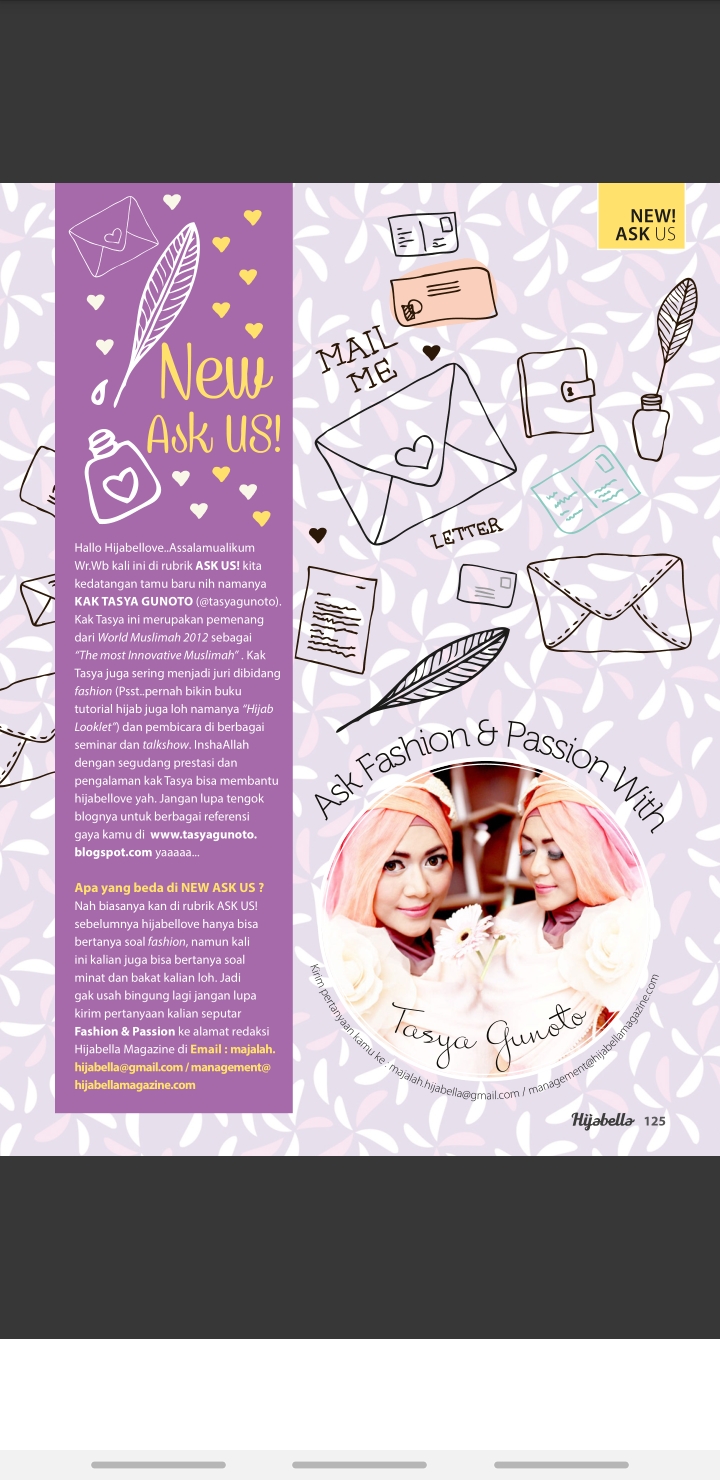 NEW!
ASK US
New
Ask US!
MAIL
ME
LETTER
Hallo Hijabellove..Assalamualikum
Wr.Wb kali ini di rubrik ASK US! kita
kedatangan tamu baru nih namanya
KAK TASYA GUNOTO (@tasyagunoto).
Kak Tasya ini merupakan pemenang
dari World Muslimah 2012 sebagai
“The most Innovative Muslimah” . Kak
Tasya juga sering menjadi juri dibidang
fashion (Psst..pernah bikin buku
tutorial hijab juga loh namanya “Hijab
Looklet”) dan pembicara di berbagai
seminar dan talkshow. InshaAllah
dengan segudang prestasi dan
pengalaman kak Tasya bisa membantu
hijabellove yah. Jangan lupa tengok
blognya untuk berbagai referensi
gaya kamu di www.tasyagunoto.
blogspot.com yaaaaa...
Apa yang beda di NEW ASK US ?
Nah biasanya kan di rubrik ASK US!
sebelumnya hijabellove hanya bisa
bertanya soal fashion, namun kali
ini kalian juga bisa bertanya soal
minat dan bakat kalian loh. Jadi
gak usah bingung lagi jangan lupa
kirim pertanyaan kalian seputar
Fashion & Passion ke alamat redaksi
Hijabella Magazine di Email : majalah.
hijabella@gmail.com / management@
hijabellamagazine.com
Ask Fashion & Passion With
Tasya Gunoto
Kirim pertanyaan kamu ke : majalah.hijabella@gmail.com / management@hijabellamagazine.com
Hijabella 125